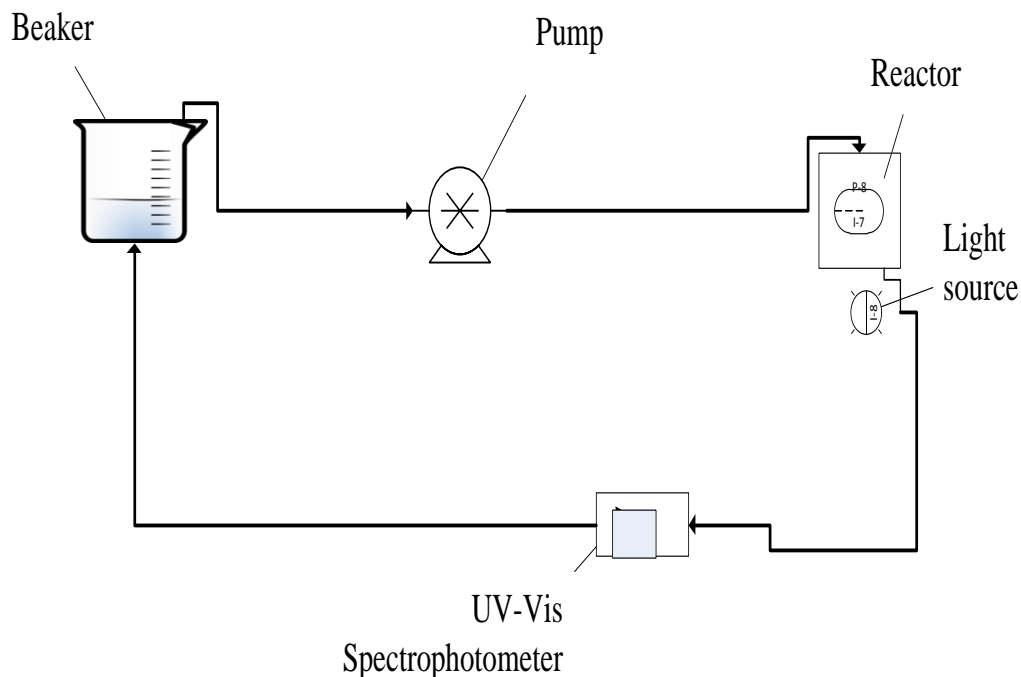 Beaker
Pump
Reactor
P-8
I-7
Light
source
I-8
UV-Vis
Spectrophotometer